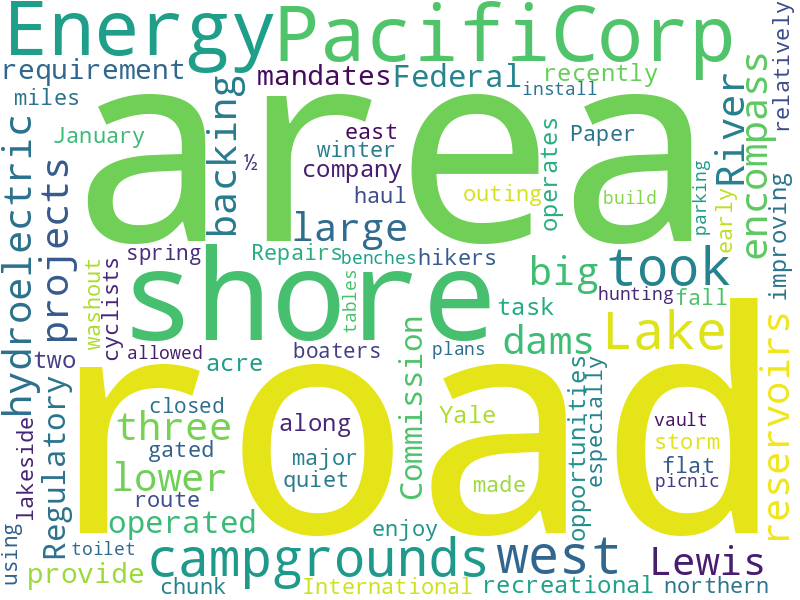 Energy PacifiCorp
requirement mandates Federal recently
miles install relatively
area
January backing ½ east winter company haul outing operates Paper build parking River early encompass
hydroelectric projects large
spring Repairs benches hikers
shore big took improving
washout cyclists tables task hunting fall
two allowed acre boaters plans dams Lake
road
closed three gated lower route operated
along major quiet Commission Yale made
opportunities especially vault storm flat picnic reservoirs
lakeside Regulatory enjoy
using toilet campgrounds west Lewis
provide chunk International recreational northern